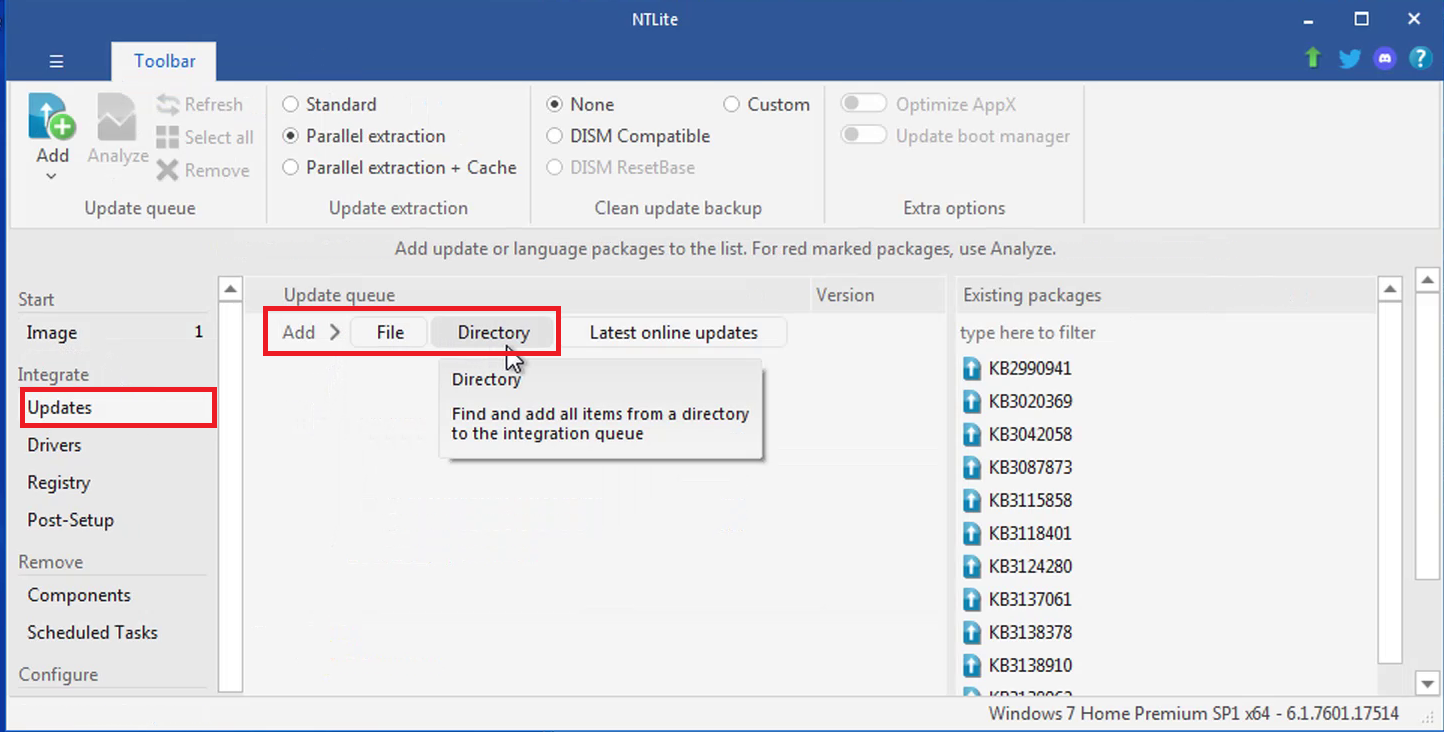 NTLite
Toolbar
Add
Analyze
Refresh
Select all
Remove
Update queue
Standard
Parallel extraction
Parallel extraction + Cache
Update extraction
None
Custom
DISM Compatible
DISM ResetBase
Clean update backup
Optimize AppX
Update boot manager
Extra options
Add update or language packages to the list. For red marked packages, use Analyze.
Start
Image 1
Integrate
Updates
Drivers
Registry
Post-Setup
Remove
Components
Scheduled Tasks
Configure
Update queue
Version
Add
File
Directory
Latest online updates
Directory
Find and add all items from a directory
to the integration queue
Existing packages
type here to filter
KB2990941
KB3020369
KB3042058
KB3087873
KB3115858
KB3118401
KB3124280
KB3137061
KB3138378
KB3138910
Windows 7 Home Premium SP1 x64 - 6.1.7601.17514